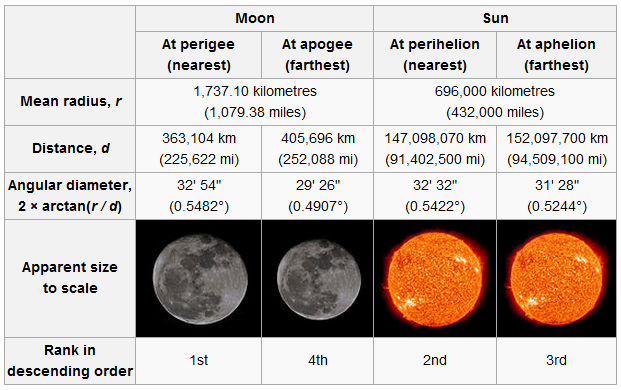 Moon Sun
At perigee At apogee At perihelion At aphelion
(nearest) (farthest) (nearest) (farthest)
Mean radius, r 1,737.10 kilometres 696,000 kilometres
(1,079.38 miles) (432,000 miles)
Distance, d 363,104 km 405,696 km 147,098,070 km 152,097,700 km
(225,622 mi) (252,088 mi) (91,402,500 mi) (94,509,100 mi)
Angular diameter, 32' 54" 29' 26" 32' 32" 31' 28"
2 × arctan(r / d) (0.5482°) (0.4907°) (0.5422°) (0.5244°)
Apparent size
to scale
Rank in
descending order 1st 4th 2nd 3rd